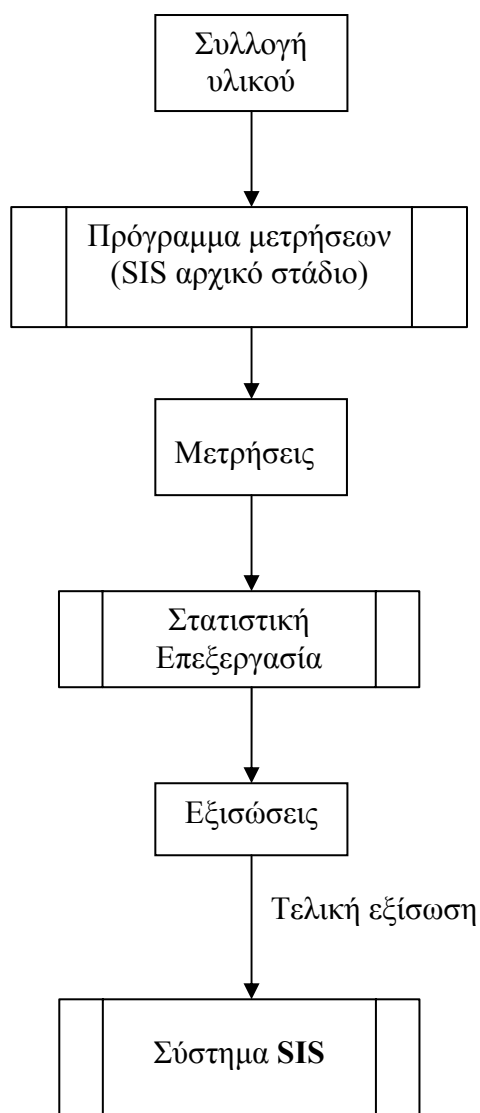 Συλλογή
υλικού
Πρόγραμμα μετρήσεων
(SIS αρχικό στάδιο)
Μετρήσεις
Στατιστική
Επεξεργασία
Εξισώσεις
Τελική εξίσωση
Σύστημα SIS